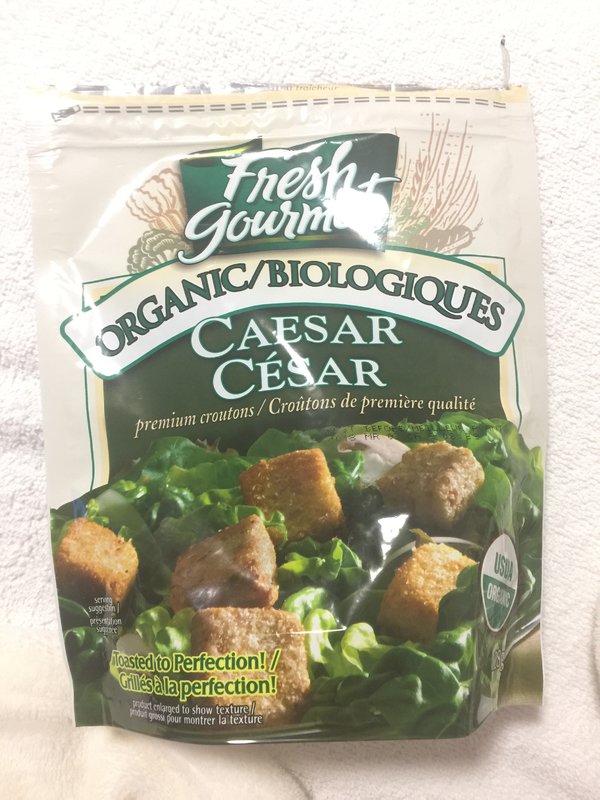 Fresh
Gourmet
ORGANIC/BIOLOGIQUES
CAESAR
CÉSAR
premium croutons / Croûtons de première qualité
USDA
ORGANIC
serving
suggestion /
présentation
suggérée
Toasted to Perfection! /
Grillés à la perfection!
product enlarged to show texture /
produit grossi pour montrer la texture